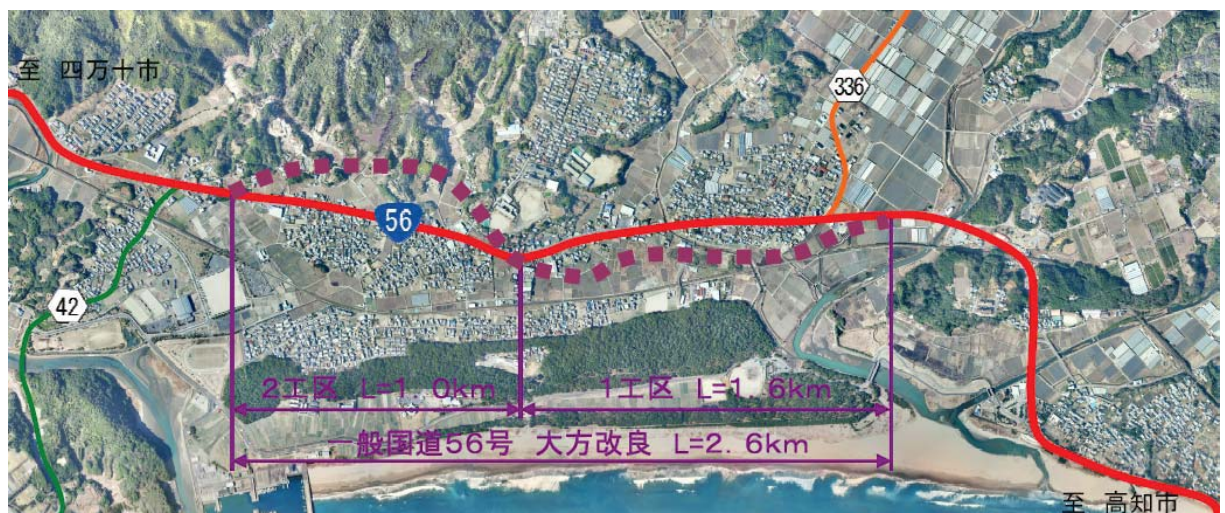 至 四万十市
336
56
42
2工区 L=1.0km
1工区 L=1.6km
一般国道56号 大方改良 L=2.6km
至 高知市